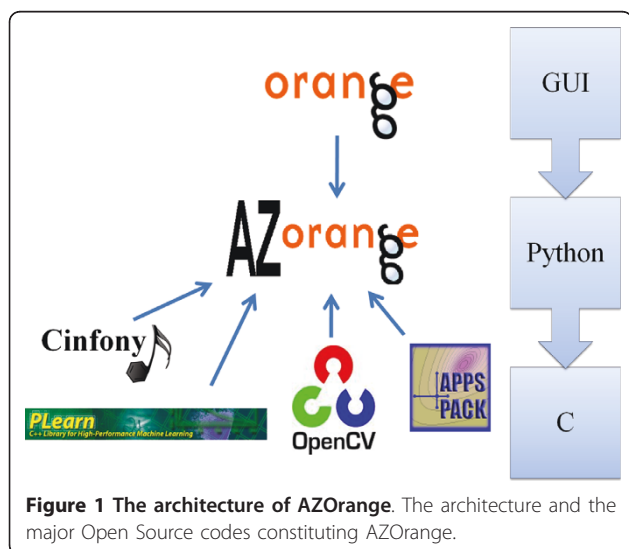 orange
GUI
AZorange
Python
Cinfony
PLearn
C++ Library for High-Performance Machine Learning
OpenCV
APPS
PACK
C
Figure 1 The architecture of AZOrange. The architecture and the
major Open Source codes constituting AZOrange.